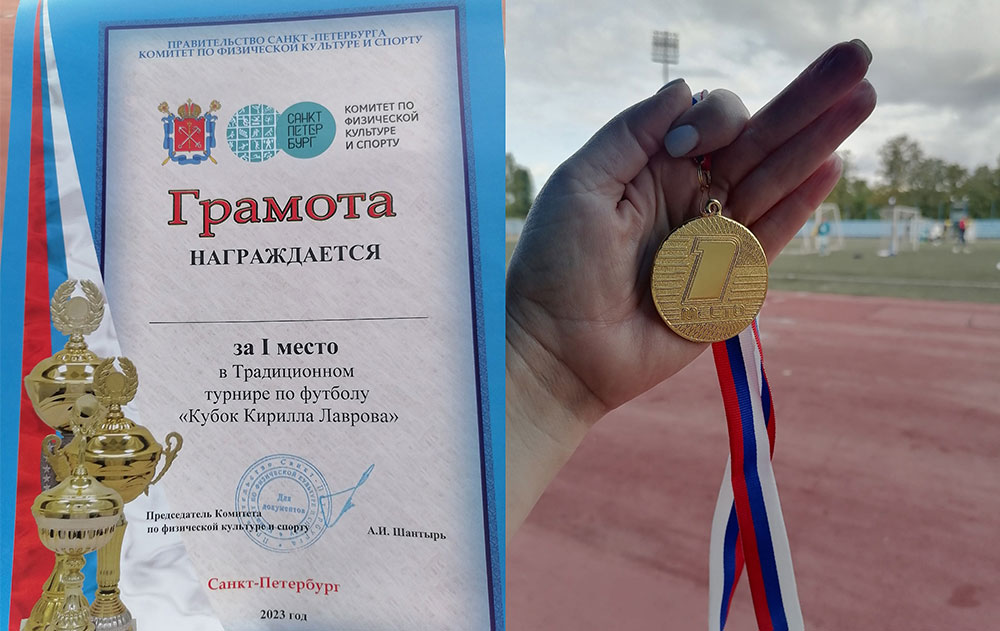 ПРАВИТЕЛЬСТВО САНКТ -ПЕТЕРБУРГА
КОМИТЕТ ПО ФИЗИЧЕСКОЙ КУЛЬТУРЕ И СПОРТУ
САНКТ
ПЕТЕР
БУРГ
КОМИТЕТ ПО
ФИЗИЧЕСКОЙ
КУЛЬТУРЕ
И СПОРТУ
Грамота
НАГРАЖДАЕТСЯ
за I место
в Традиционном
турнире по футболу
«Кубок Кирилла Лаврова»
Для
документов
Председатель Комитета
по физической культуре и спорту
А.И. Шантырь
Санкт-Петербург
2023 год
1
МЕСТО